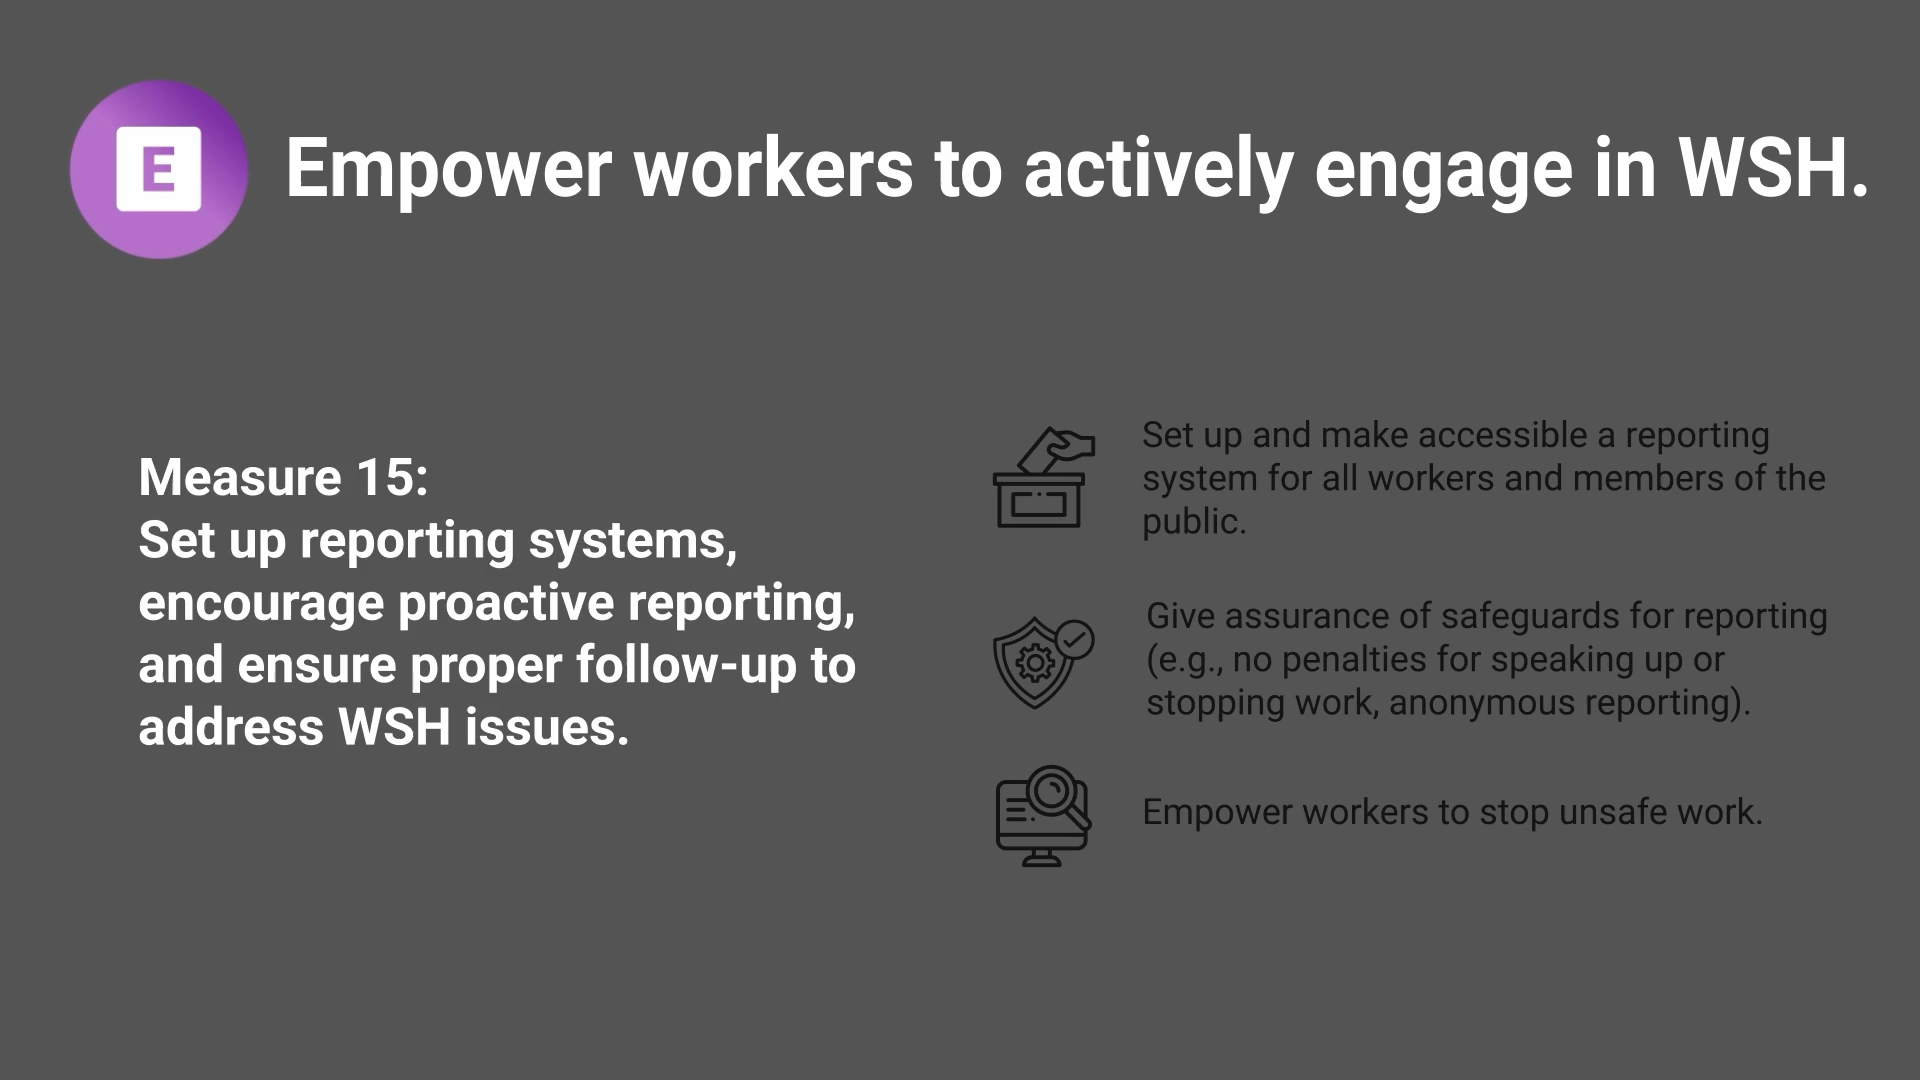 E
Empower workers to actively engage in WSH.
Measure 15:
Set up reporting systems,
encourage proactive reporting,
and ensure proper follow-up to
address WSH issues.
Set up and make accessible a reporting
system for all workers and members of the
public.
Give assurance of safeguards for reporting
(e.g., no penalties for speaking up or
stopping work, anonymous reporting).
Empower workers to stop unsafe work.